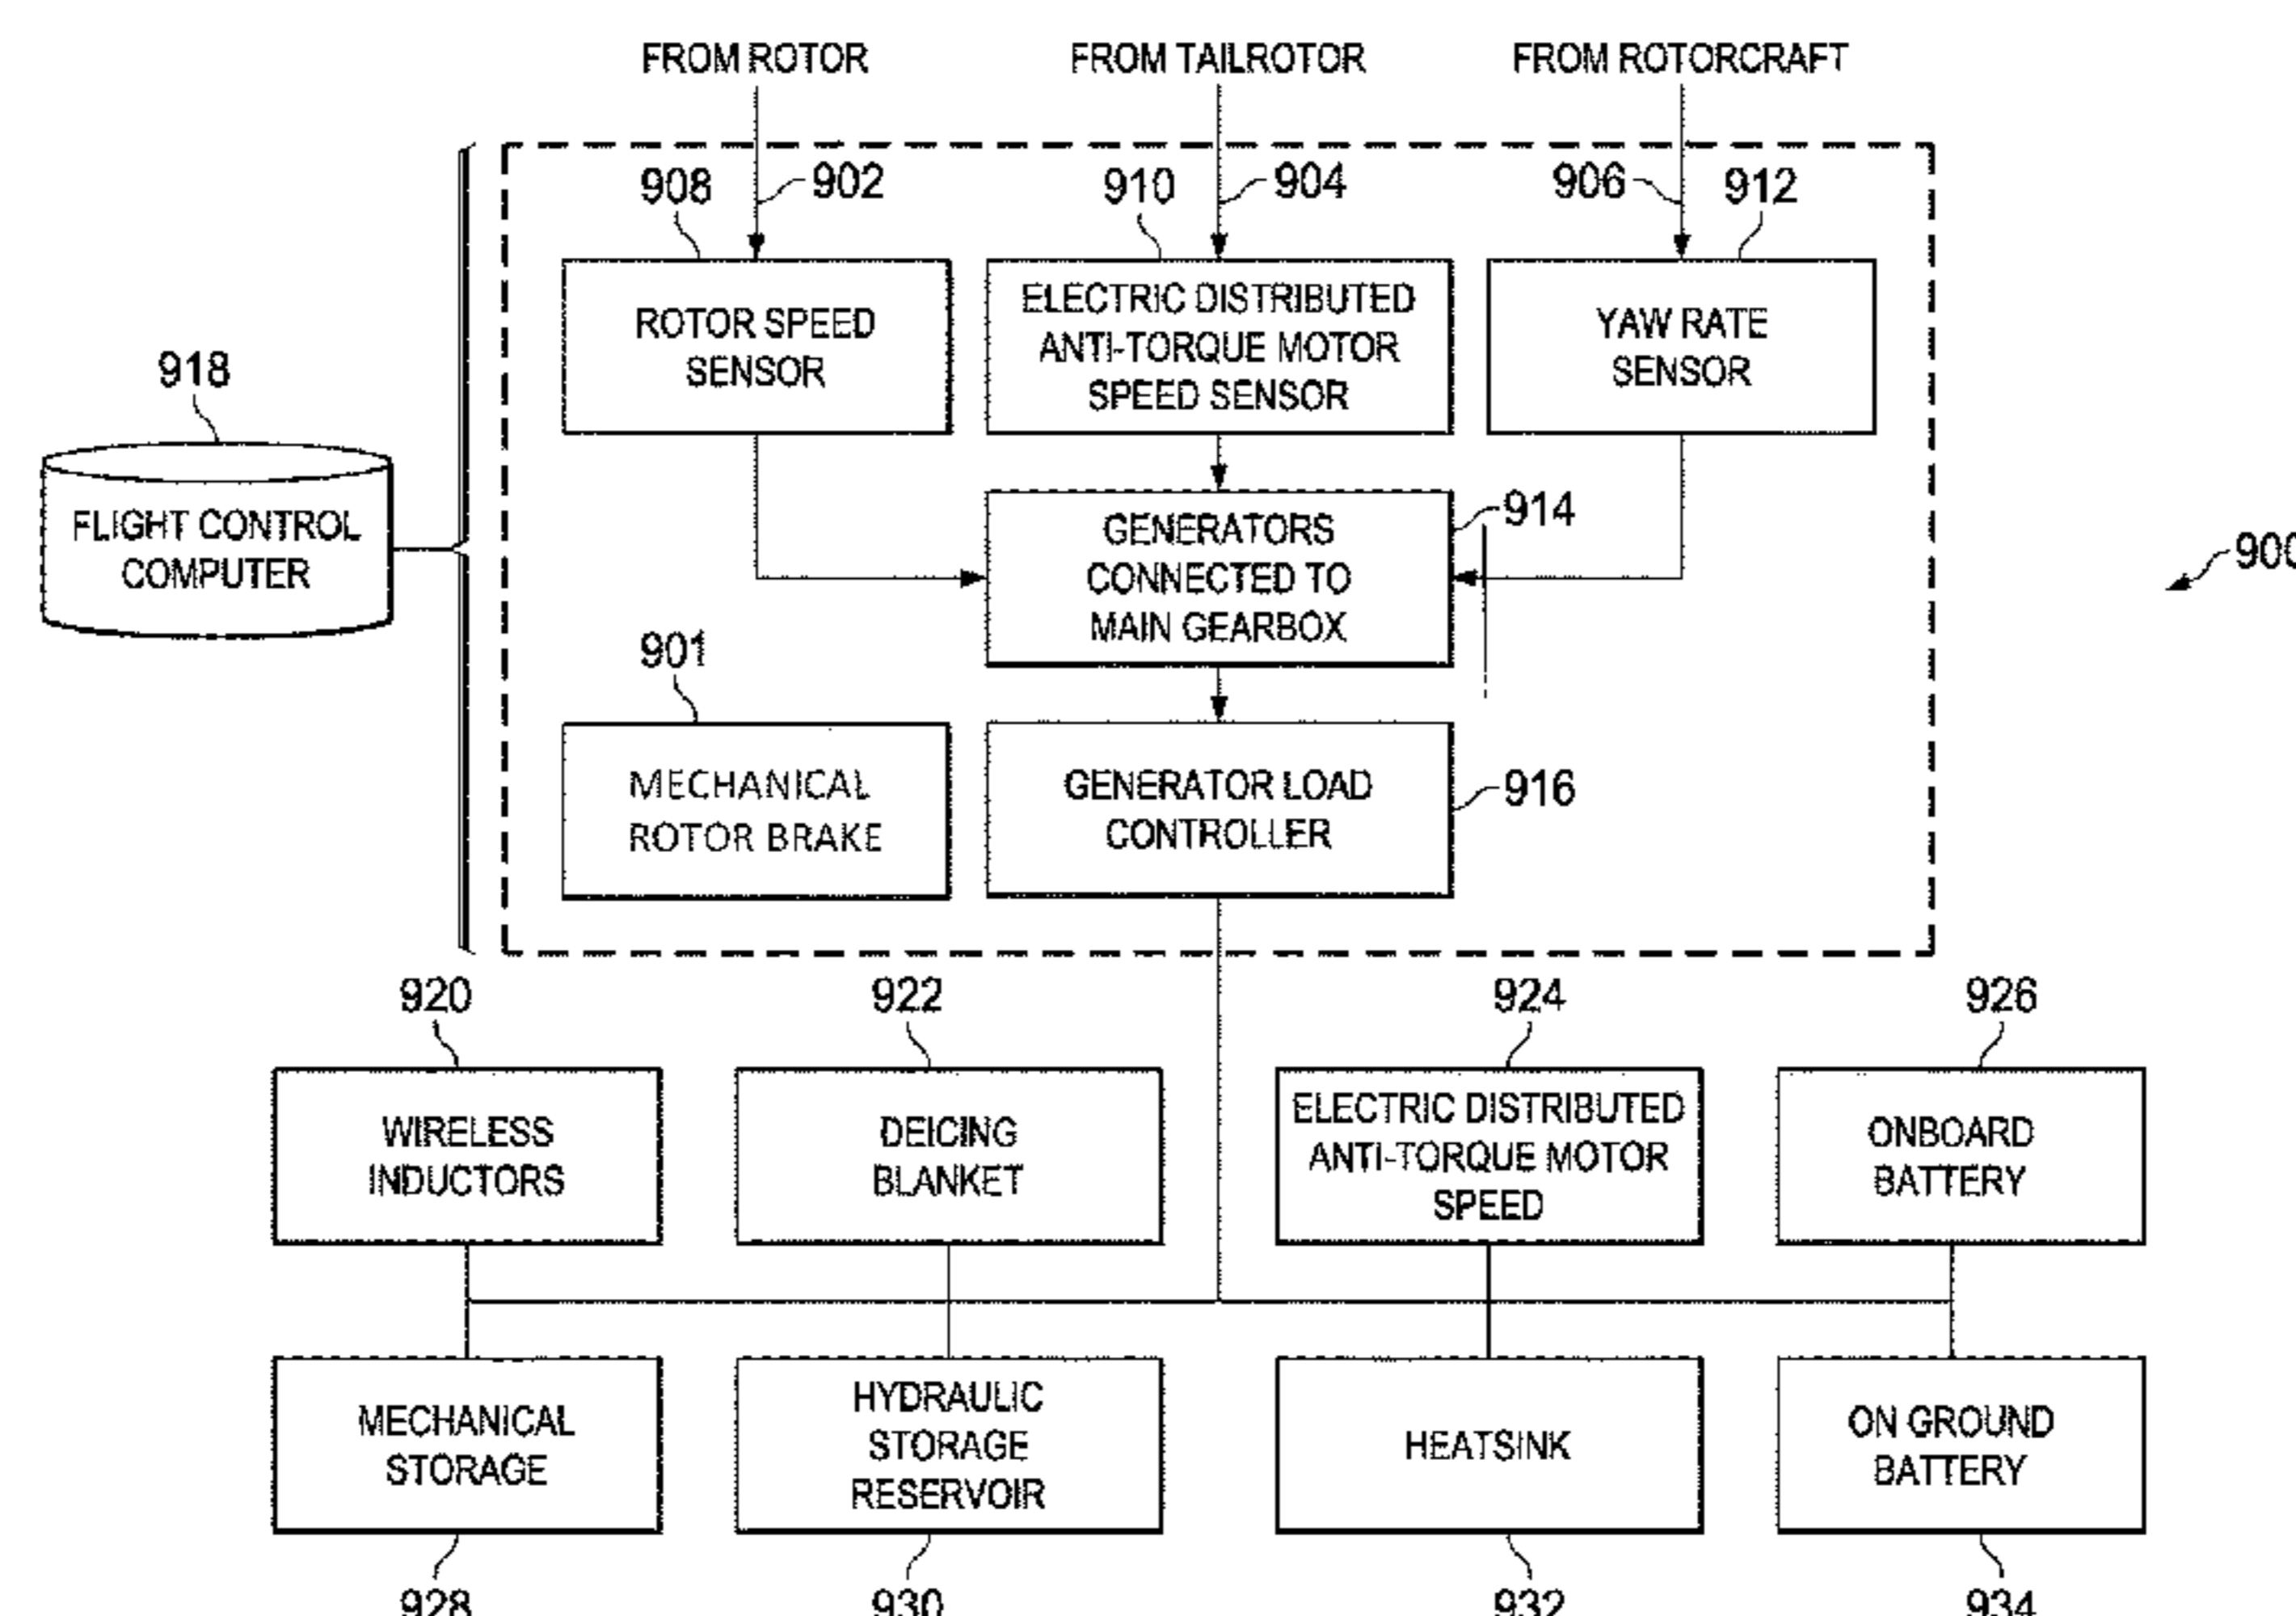 FROM ROTOR
FROM TAILROTOR
FROM ROTORCRAFT
908
902
910
904
906
912
ROTOR SPEED
SENSOR
ELECTRIC DISTRIBUTED
ANTI-TORQUE MOTOR
SPEED SENSOR
YAW RATE
SENSOR
918
FLIGHT CONTROL
COMPUTER
GENERATORS
CONNECTED TO
MAIN GEARBOX
914
900
901
MECHANICAL
ROTOR BRAKE
GENERATOR LOAD
CONTROLLER
916
920
922
924
926
WIRELESS
INDUCTORS
DEICING
BLANKET
ELECTRIC DISTRIBUTED
ANTI-TORQUE MOTOR
SPEED
ONBOARD
BATTERY
MECHANICAL
STORAGE
HYDRAULIC
STORAGE
RESERVOIR
HEATSINK
ON GROUND
BATTERY
928
930
932
934